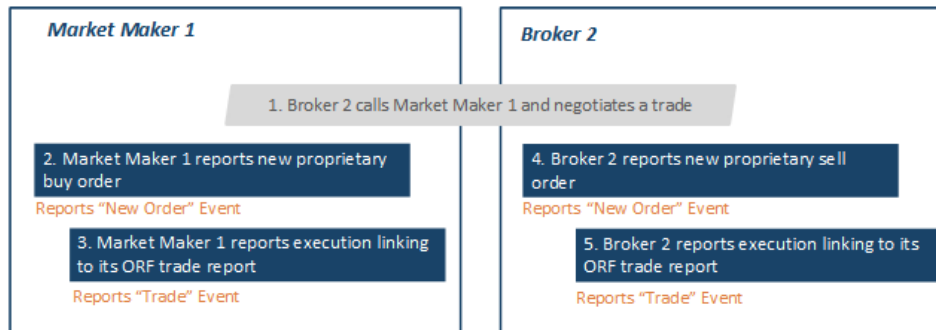 Market Maker 1
Broker 2
1. Broker 2 calls Market Maker 1 and negotiates a trade
2. Market Maker 1 reports new proprietary
buy order
Reports “New Order” Event
3. Market Maker 1 reports execution linking
to its ORF trade report
Reports “Trade” Event
4. Broker 2 reports new proprietary sell
order
Reports “New Order” Event
5. Broker 2 reports execution linking to its
ORF trade report
Reports “Trade” Event